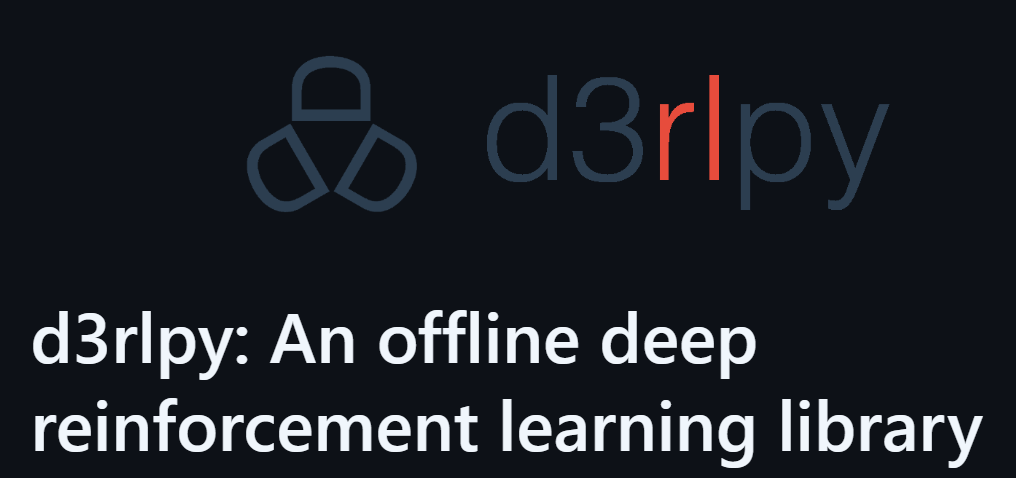 d3rlpy
d3rlpy: An offline deep
reinforcement learning library